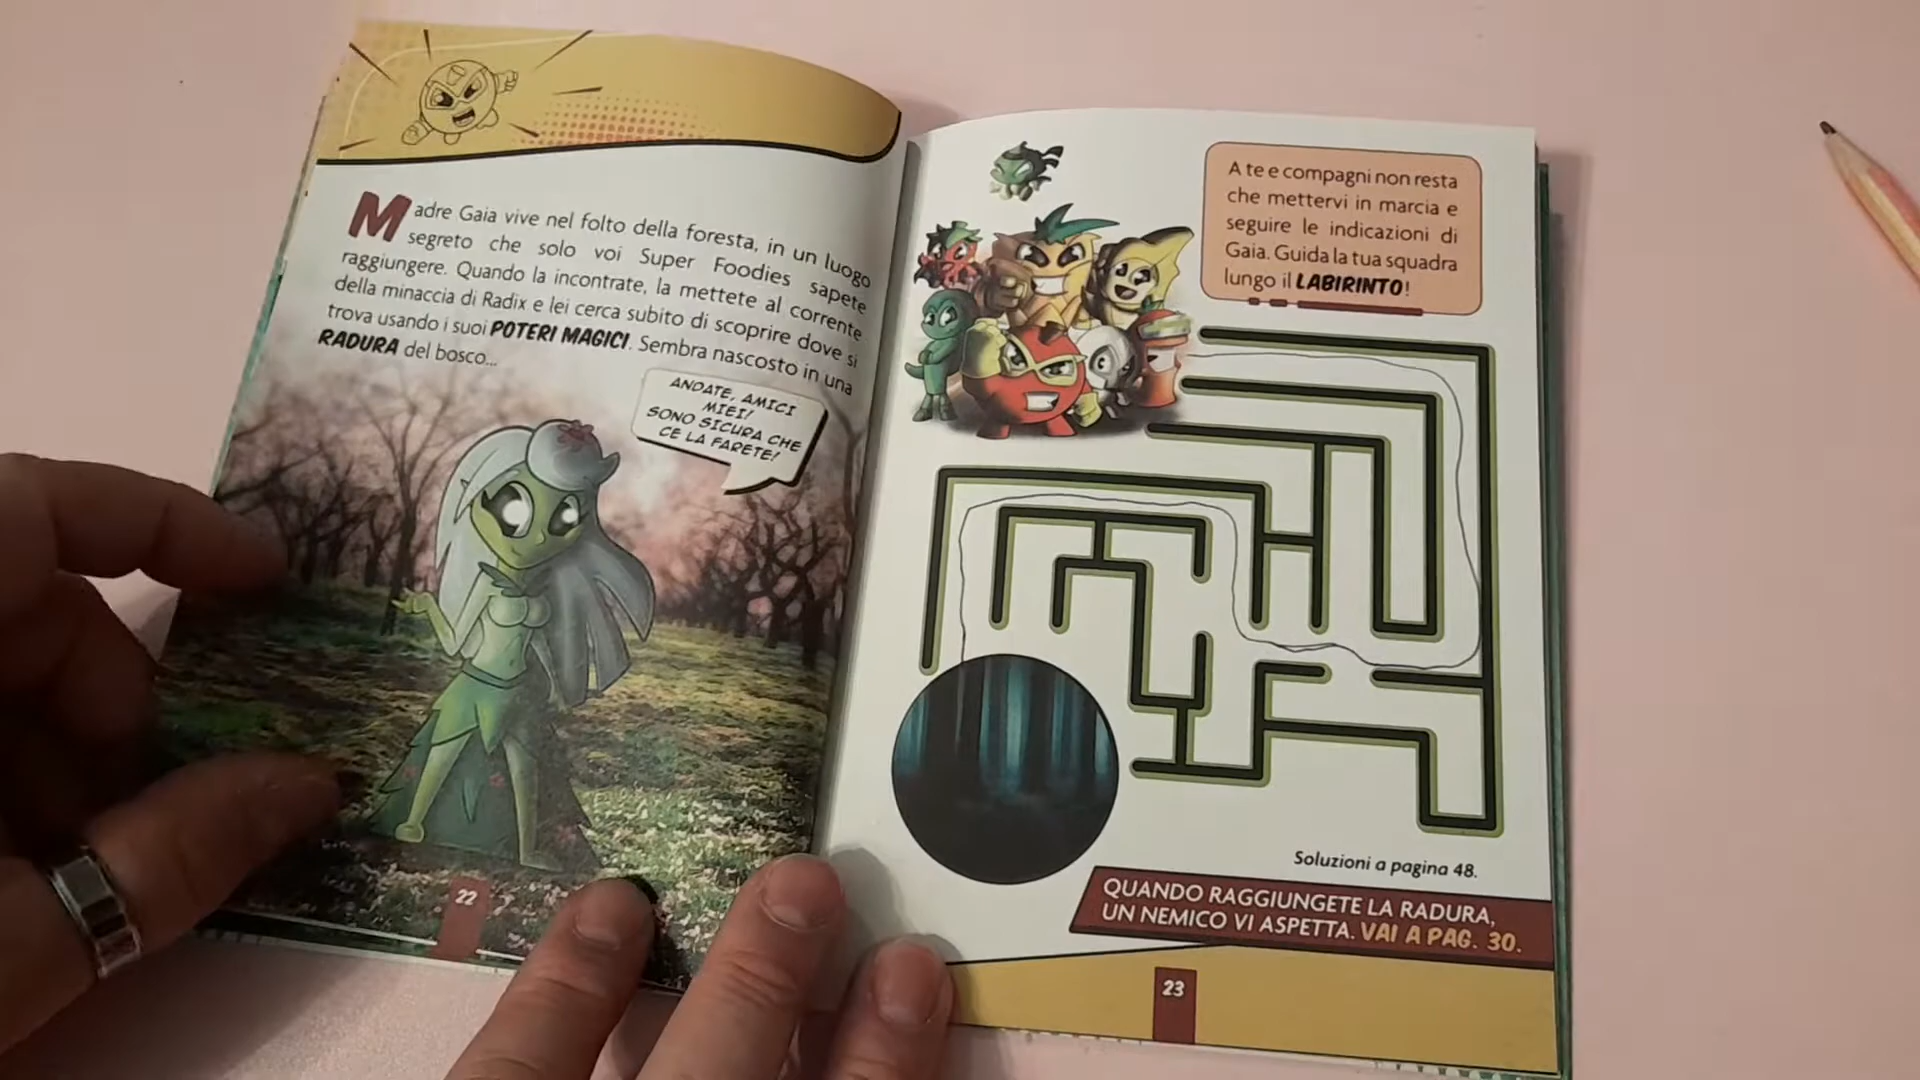 Madre Gaia vive nel folto della foresta, in un luogo
segreto che solo voi Super Foodies sapete
raggiungere. Quando la incontrate, la mettete al corrente
della minaccia di Radix e lei cerca subito di scoprire dove si
trova usando i suoi POTERI MAGICI. Sembra nascosto in una
RADURA del bosco...
ANDATE, AMICI
MIEI!
SONO SICURA CHE
CE LA FARETE!
22
A te e compagni non resta
che mettervi in marcia e
seguire le indicazioni di
Gaia. Guida la tua squadra
lungo il LABIRINTO!
Soluzioni a pagina 48.
QUANDO RAGGIUNGETE LA RADURA,
UN NEMICO VI ASPETTA. VAI A PAG. 30.
23